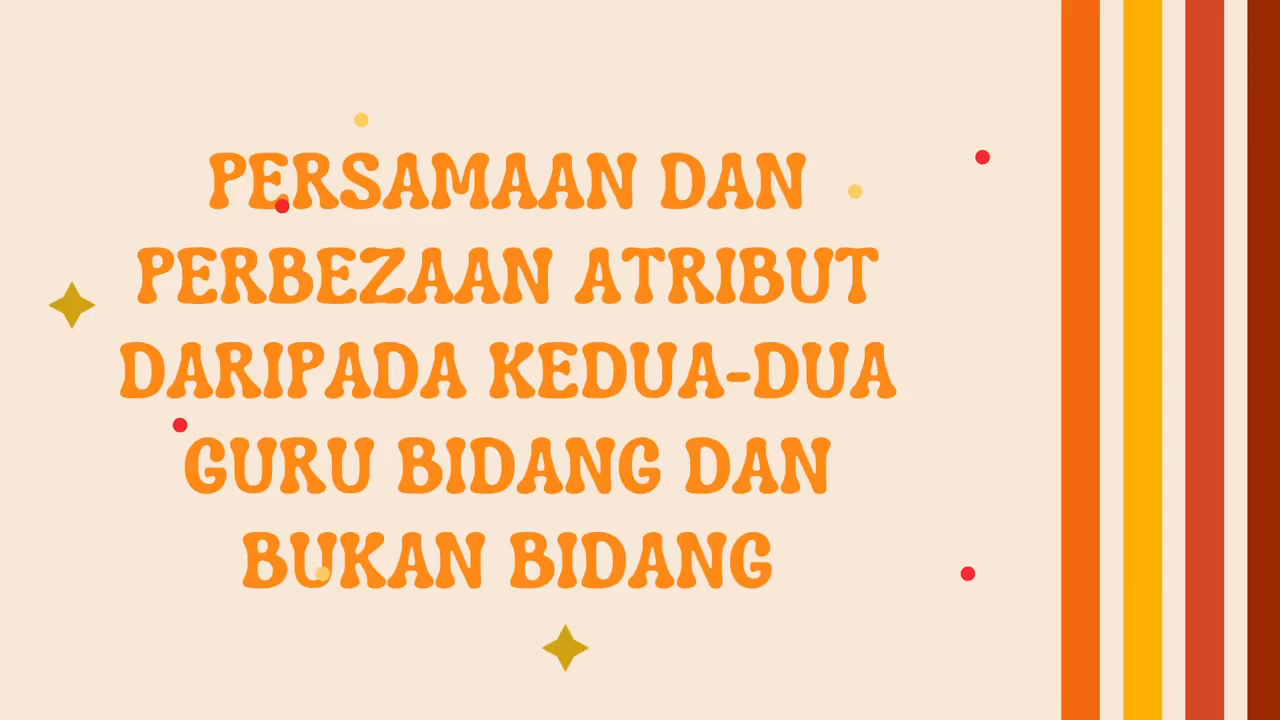 PERSAMAAN DAN
PERBEZAAN ATRIBUT
DARIPADA KEDUA-DUA
GURU BIDANG DAN
BUKAN BIDANG